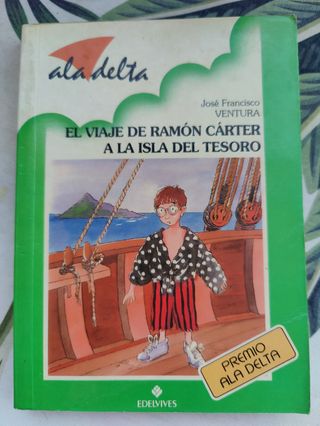 ala delta
José Francisco
VENTURA
EL VIAJE DE RAMÓN CÁRTER
A LA ISLA DEL TESORO
PREMIO
ALA DELTA
EDELVIVES